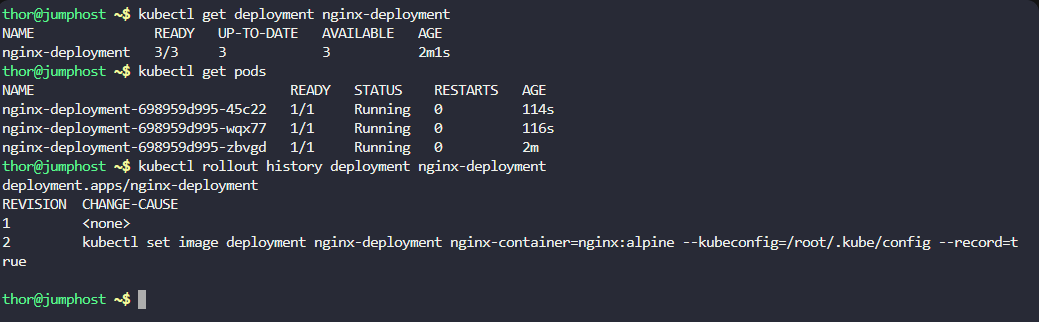 thor@jumphost ~$ kubectl get deployment nginx-deployment
NAME               READY   UP-TO-DATE   AVAILABLE   AGE
nginx-deployment   3/3     3            3           2m1s
thor@jumphost ~$ kubectl get pods
NAME                                READY   STATUS    RESTARTS   AGE
nginx-deployment-698959d995-45c22   1/1     Running   0          114s
nginx-deployment-698959d995-wqx77   1/1     Running   0          116s
nginx-deployment-698959d995-zbvgd   1/1     Running   0          2m
thor@jumphost ~$ kubectl rollout history deployment nginx-deployment
deployment.apps/nginx-deployment
REVISION  CHANGE-CAUSE
1         <none>
2         kubectl set image deployment nginx-deployment nginx-container=nginx:alpine --kubeconfig=/root/.kube/config --record=t
rue
thor@jumphost ~$